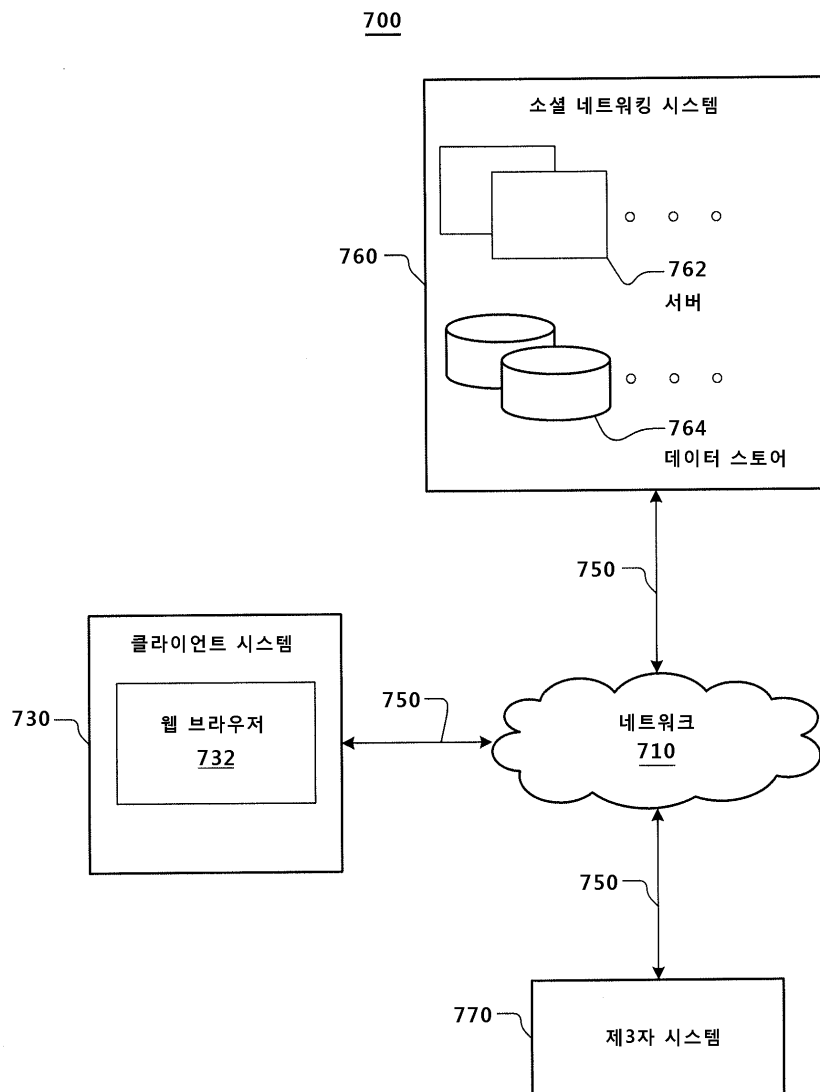 700
소셜 네트워킹 시스템
760
762
서버
764
데이터 스토어
750
클라이언트 시스템
730
웹 브라우저
732
750
네트워크
710
750
770
제3자 시스템